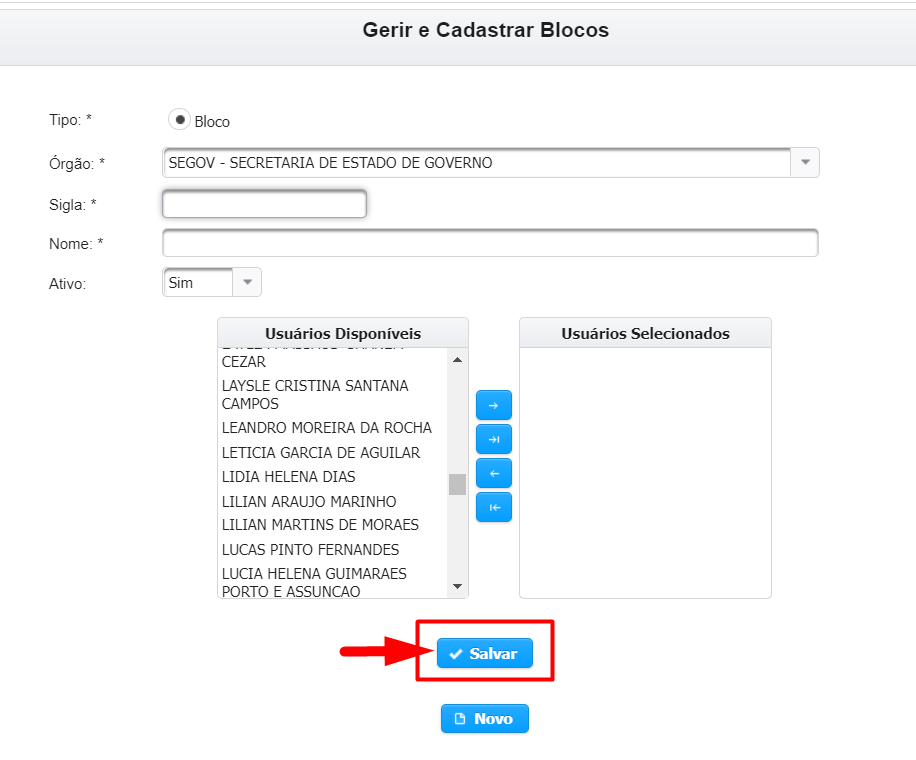 Gerir e Cadastrar Blocos
Tipo: *
Bloco
Órgão: *
SEGOV - SECRETARIA DE ESTADO DE GOVERNO
Sigla: *
Nome: *
Ativo:
Sim
Usuários Disponíveis
CEZAR
LAYSLE CRISTINA SANTANA
CAMPOS
LEANDRO MOREIRA DA ROCHA
LETICIA GARCIA DE AGUILAR
LIDIA HELENA DIAS
LILIAN ARAUJO MARINHO
LILIAN MARTINS DE MORAES
LUCAS PINTO FERNANDES
LUCIA HELENA GUIMARAES
PORTO E ASSUNCAO
Usuários Selecionados
Salvar
Novo